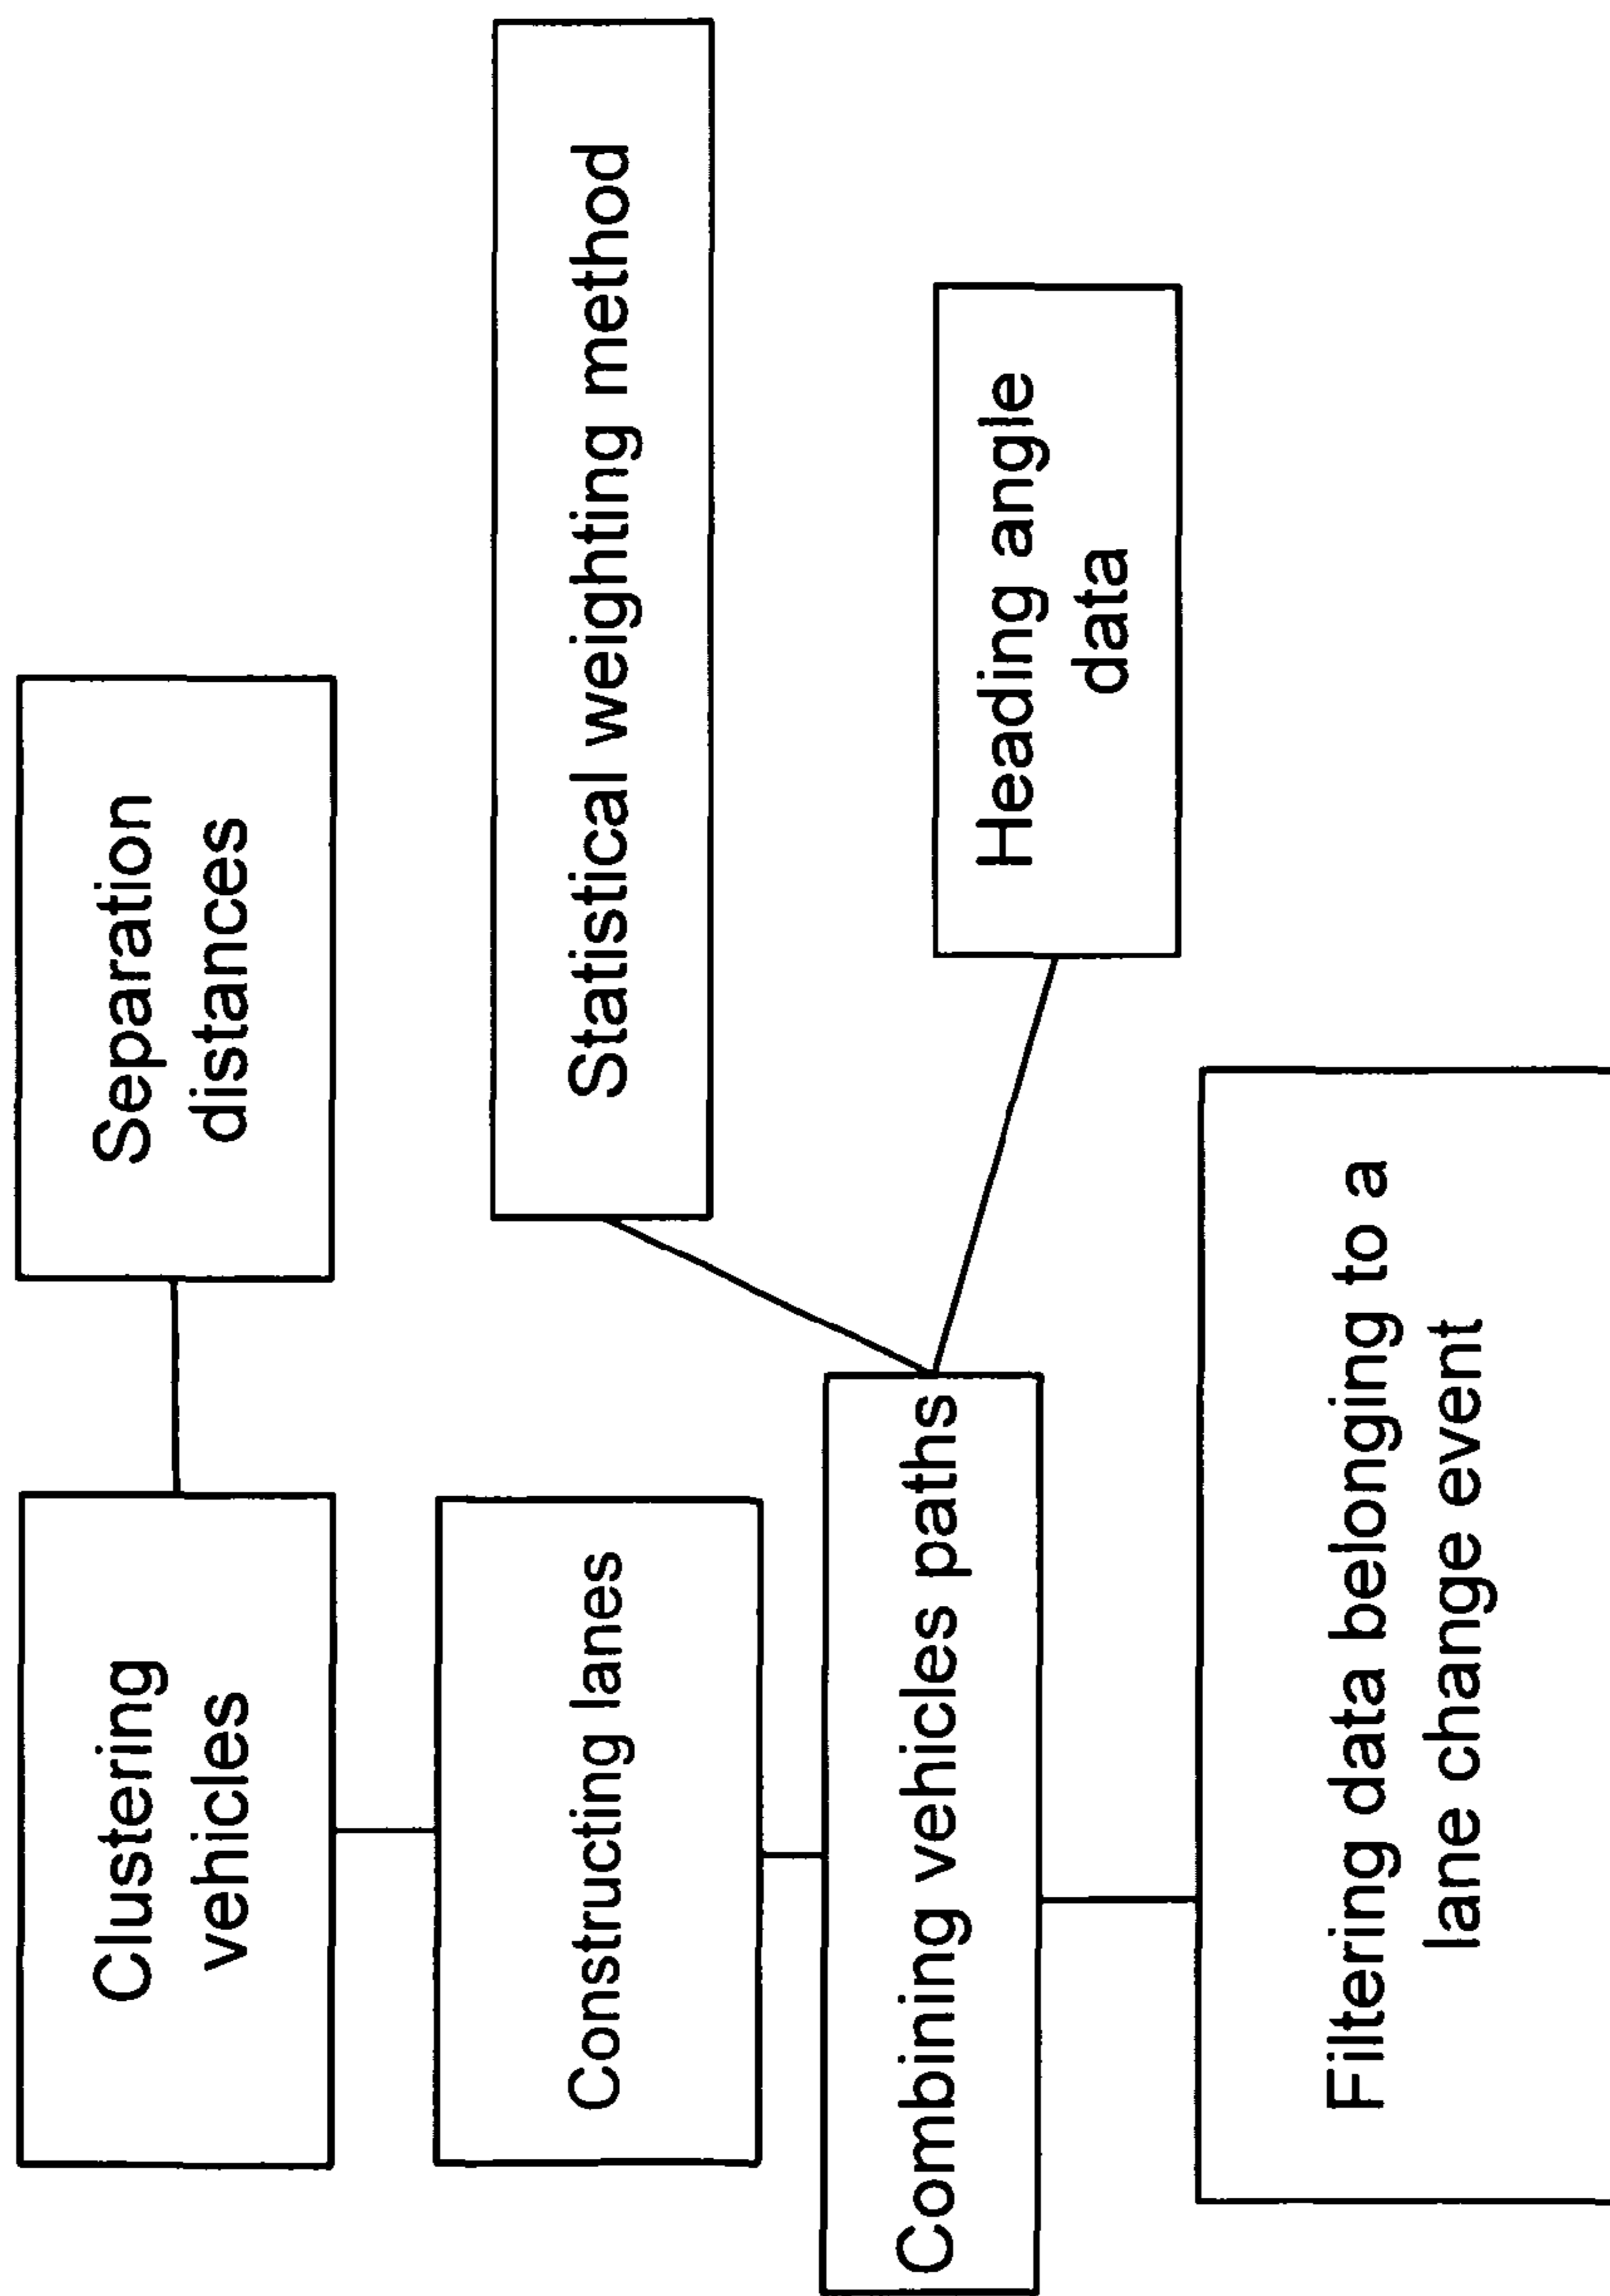 Clustering
vehicles
Separation
distances
Constructing lanes
Statistical weighting method
Combining vehicles paths
Heading angle
data
Filtering data belonging to a
lane change event